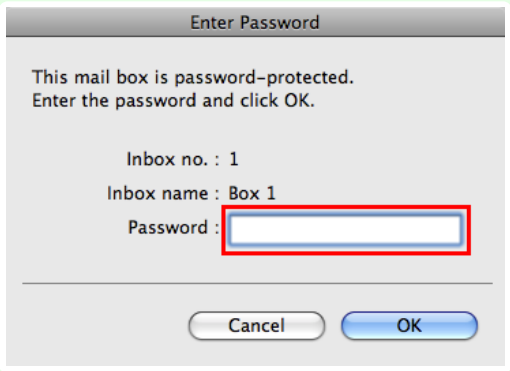 Enter Password
This mail box is password-protected.
Enter the password and click OK.
Inbox no. : 1
Inbox name : Box 1
Password :
Cancel OK